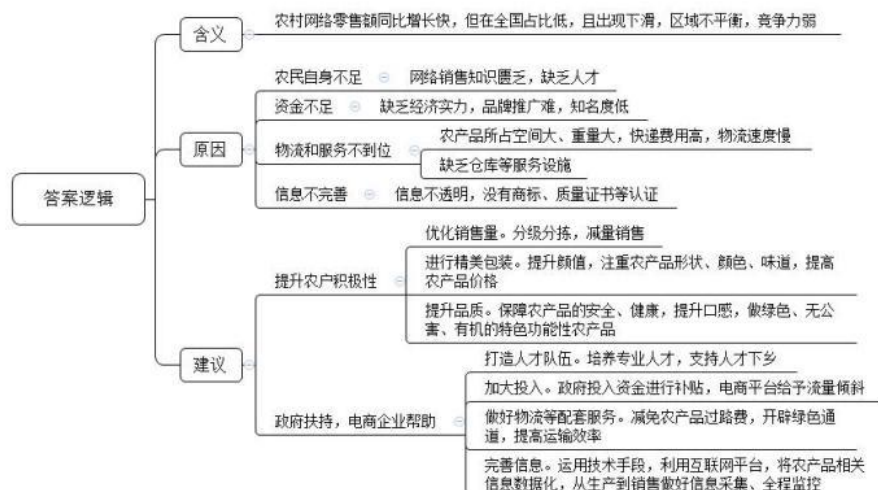 答案逻辑
含义
农村网络零售额同比增长快，但在全国占比低，且出现下滑，区域不平衡，竞争力弱
原因
农民自身不足
网络销售知识匮乏，缺乏人才
资金不足
缺乏经济实力，品牌推广难，知名度低
物流和服务不到位
农产品所占空间大、重量大，快递费用高，物流速度慢
缺乏仓库等服务设施
信息不完善
信息不透明，没有商标、质量证书等认证
建议
提升农户积极性
优化销售量。分级分拣，减量销售
进行精美包装。提升颜值，注重农产品形状、颜色、味道，提高
农产品价格
提升品质。保障农产品的安全、健康，提升口感，做绿色、无公
害、有机的特色功能性农产品
政府扶持，电商企业帮助
打造人才队伍。培养专业人才，支持人才下乡
加大投入。政府投入资金进行补贴，电商平台给予流量倾斜
做好物流等配套服务。减免农产品过路费，开辟绿色通
道，提高运输效率
完善信息。运用技术手段，利用互联网平台，将农产品相关
信息数据化，从生产到销售做好信息采集、全程监控